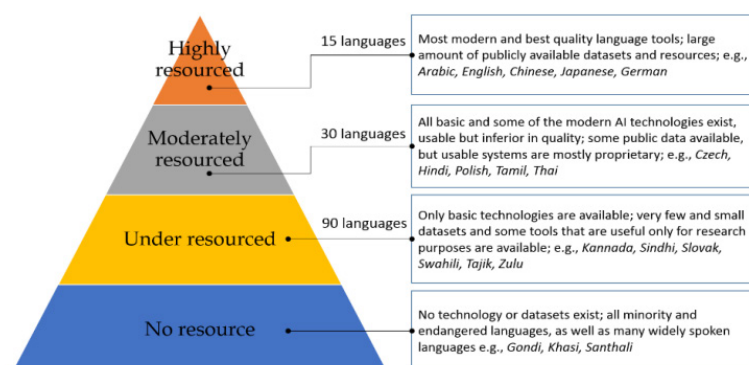 Highly
resourced
15 languages
Most modern and best quality language tools; large
amount of publicly available datasets and resources; e.g.,
Arabic, English, Chinese, Japanese, German
Moderately
resourced
30 languages
All basic and some of the modern AI technologies exist,
usable but inferior in quality; some public data available,
but usable systems are mostly proprietary; e.g., Czech,
Hindi, Polish, Tamil, Thai
Under resourced
90 languages
Only basic technologies are available; very few and small
datasets and some tools that are useful only for research
purposes are available; e.g., Kannada, Sindhi, Slovak,
Swahili, Tajik, Zulu
No resource
No technology or datasets exist; all minority and
endangered languages, as well as many widely spoken
languages e.g., Gondi, Khasi, Santhali